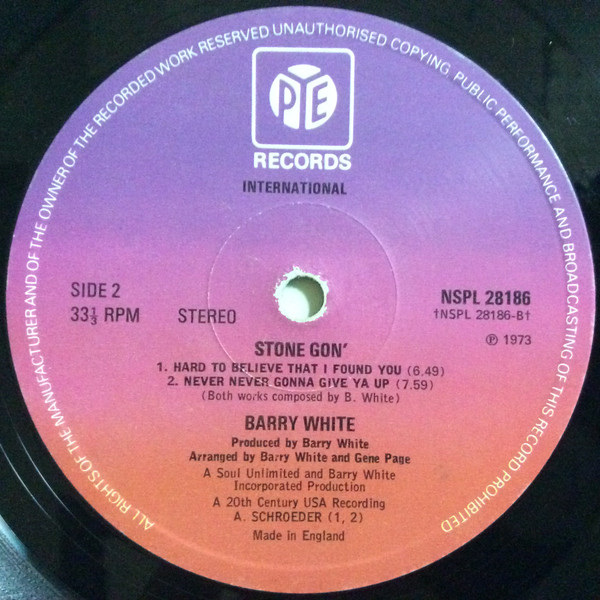 ALL RIGHTS OF THE MANUFACTURER AND OF THE OWNER OF THE RECORDED WORK RESERVED UNAUTHORISED COPYING, PUBLIC PERFORMANCE AND BROADCASTING OF THIS RECORD PROHIBITED
PYE
RECORDS
INTERNATIONAL
SIDE 2
33⅓ RPM
STEREO
NSPL 28186
†NSPL 28186-B†
℗ 1973
STONE GON'
1. HARD TO BELIEVE THAT I FOUND YOU (6.49)
2. NEVER NEVER GONNA GIVE YA UP (7.59)
(Both works composed by B. White)
BARRY WHITE
Produced by Barry White
Arranged by Barry White and Gene Page
A Soul Unlimited and Barry White
Incorporated Production
A 20th Century USA Recording
A. SCHROEDER (1, 2)
Made in England